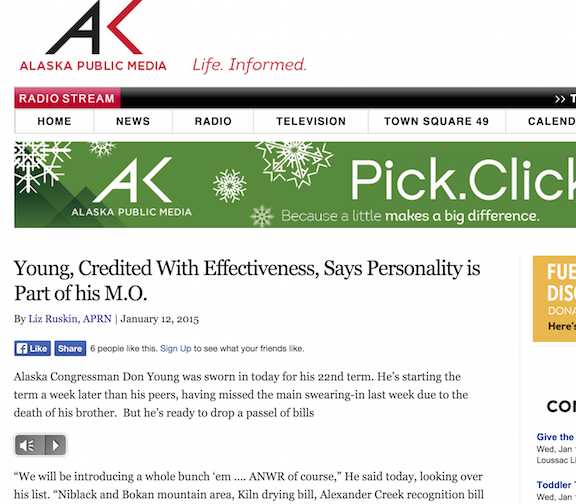 AK
ALASKA PUBLIC MEDIA
Life. Informed.
RADIO STREAM
>> T
HOME NEWS RADIO TELEVISION TOWN SQUARE 49 CALEND
AK
ALASKA PUBLIC MEDIA
Pick.Click
Because a little makes a big difference.
Young, Credited With Effectiveness, Says Personality is
Part of his M.O.
By Liz Ruskin, APRN | January 12, 2015
Like Share 6 people like this. Sign Up to see what your friends like.
Alaska Congressman Don Young was sworn in today for his 22nd term. He’s starting the
term a week later than his peers, having missed the main swearing-in last week due to the
death of his brother.  But he’s ready to drop a passel of bills
“We will be introducing a whole bunch ‘em .... ANWR of course,” He said today, looking over
his list. “Niblack and Bokan mountain area, Kiln drying bill, Alexander Creek recognition bill
FUE
DIS
DONA
Here's
CO
Give the
Wed, Jan
Loussac Li
Toddler
Wed, Jan